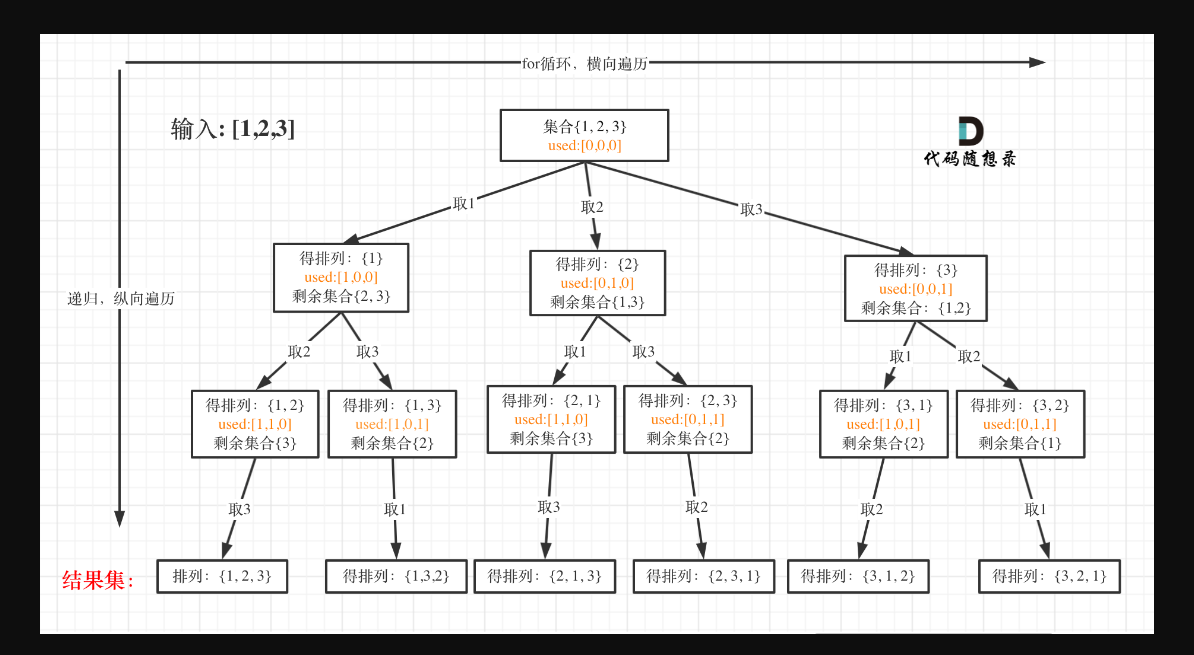 for循环，横向遍历
输入: [1,2,3]
集合{1, 2, 3}
used:[0,0,0]
代码随想录
取1
取2
取3
得排列：{1}
used:[1,0,0]
剩余集合{2, 3}
得排列：{2}
used:[0,1,0]
剩余集合{1,3}
得排列：{3}
used:[0,0,1]
剩余集合：{1,2}
递归，纵向遍历
取2
取3
取1
取3
取1
取2
得排列：{1, 2}
used:[1,1,0]
剩余集合{3}
得排列：{1, 3}
used:[1,0,1]
剩余集合{2}
得排列：{2, 1}
used:[1,1,0]
剩余集合{3}
得排列：{2, 3}
used:[0,1,1]
剩余集合{2}
得排列：{3, 1}
used:[1,0,1]
剩余集合{2}
得排列：{3, 2}
used:[0,1,1]
剩余集合{1}
取3
取1
取3
取2
取2
取1
结果集：
排列：{1, 2, 3}
得排列：{1,3,2}
得排列：{2, 1, 3}
得排列：{2, 3, 1}
得排列：{3, 1, 2}
得排列：{3, 2, 1}